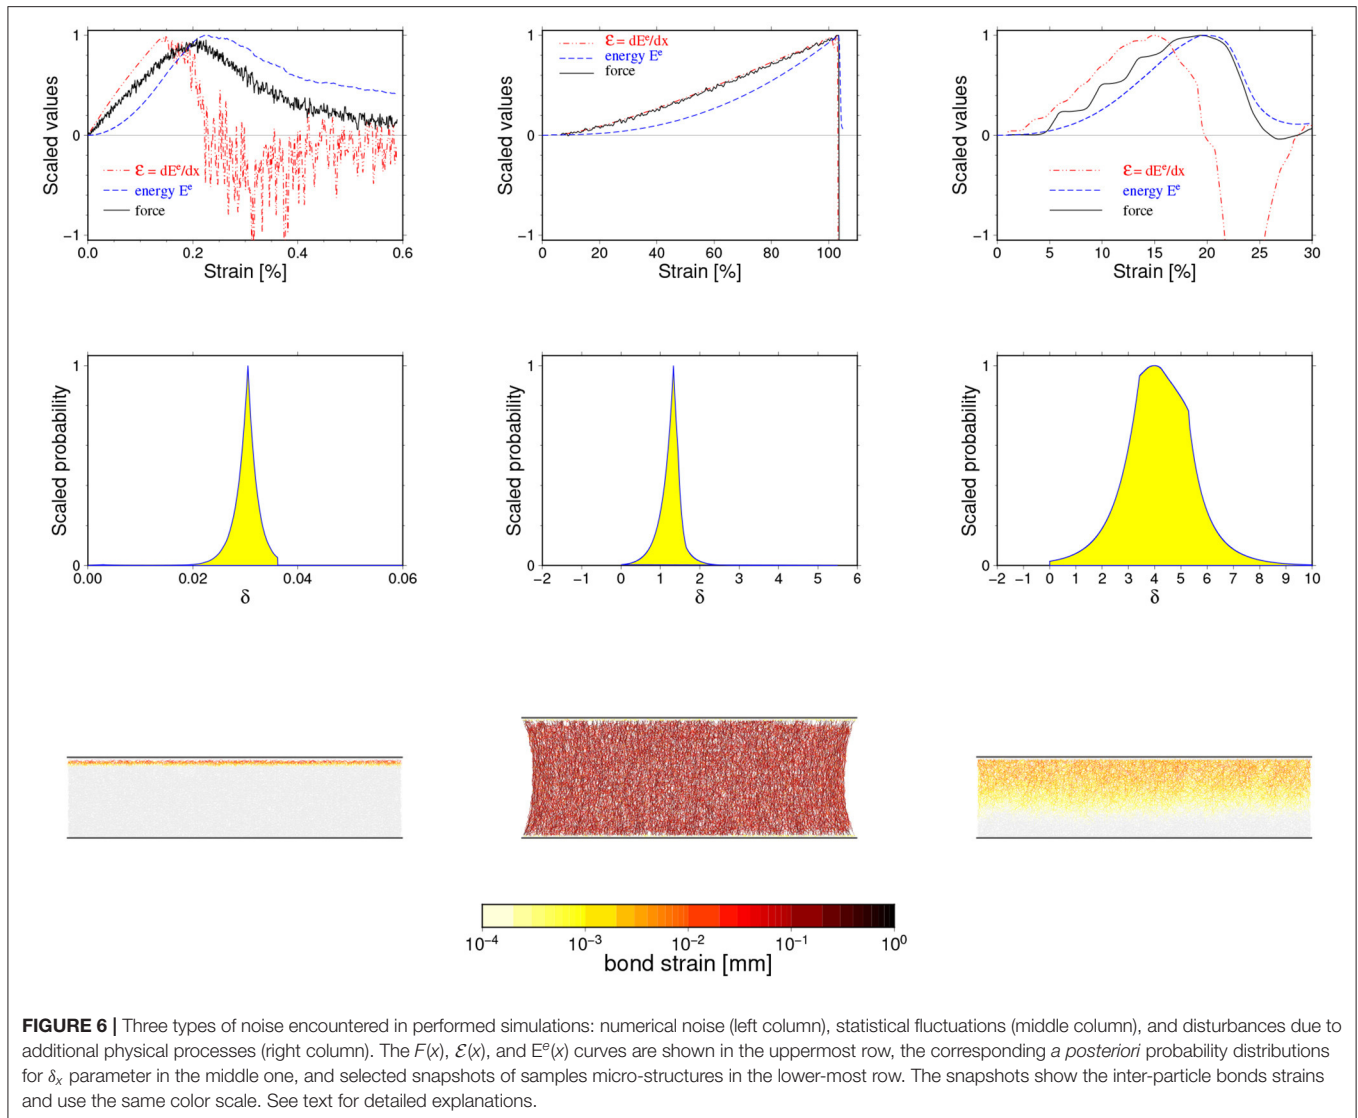 Scaled values
1
0
−1
ε = dEᵉ/dx
energy Eᵉ
force
0.0 0.2 0.4 0.6
Strain [%]
Scaled values
1
0
−1
ε = dEᵉ/dx
energy Eᵉ
force
0 20 40 60 80 100
Strain [%]
Scaled values
1
0
−1
ε = dEᵉ/dx
energy Eᵉ
force
0 5 10 15 20 25 30
Strain [%]
Scaled probability
1
0
0.00 0.02 0.04 0.06
δ
Scaled probability
1
0
−2 −1 0 1 2 3 4 5 6
δ
Scaled probability
1
0
−2 −1 0 1 2 3 4 5 6 7 8 9 10
δ
10⁻⁴ 10⁻³ 10⁻² 10⁻¹ 10⁰
bond strain [mm]
FIGURE 6 | Three types of noise encountered in performed simulations: numerical noise (left column), statistical fluctuations (middle column), and disturbances due to
additional physical processes (right column). The F(x), ε(x), and Eᵉ(x) curves are shown in the uppermost row, the corresponding a posteriori probability distributions
for δₓ parameter in the middle one, and selected snapshots of samples micro-structures in the lower-most row. The snapshots show the inter-particle bonds strains
and use the same color scale. See text for detailed explanations.